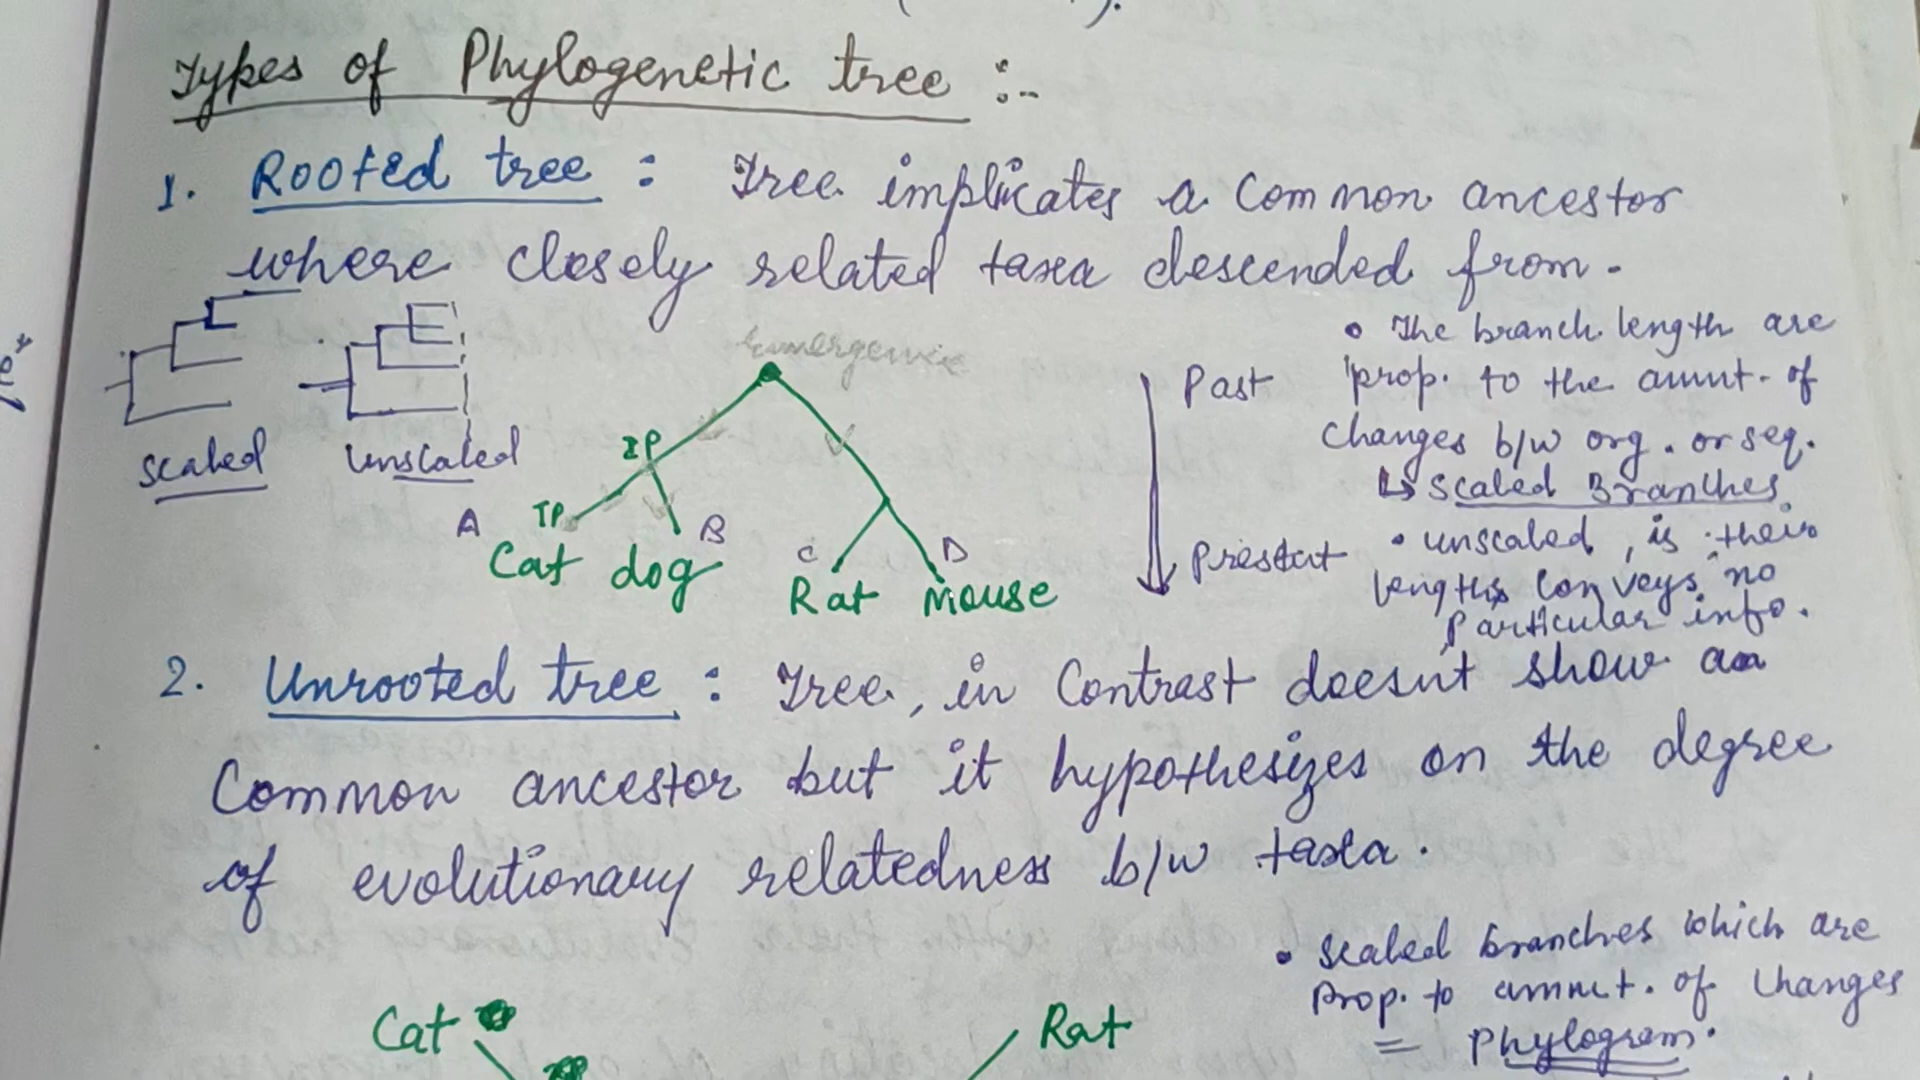 Types of Phylogenetic tree :-
1. Rooted tree : Tree implicates a Common ancestor
where closely related taxa descended from.
scaled
unscaled
IP
A TP B
Cat dog
C D
Rat Mouse
Past
Present
• The branch length are
prop. to the amnt. of
changes b/w org. or seq.
↳ scaled Branches
• unscaled, is their
lengths conveys no
particular info.
2. Unrooted tree : Tree, in Contrast doesn't show an
Common ancestor but it hypothesizes on the degree
of evolutionary relatedness b/w taxa.
• scaled branches which are
prop. to amnt. of changes
= Phylogram.
Cat
Rat